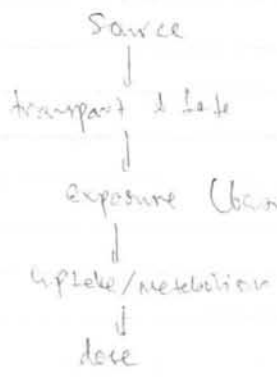 Source
transport & fate
Exposure
Uptake/metabolism
dose